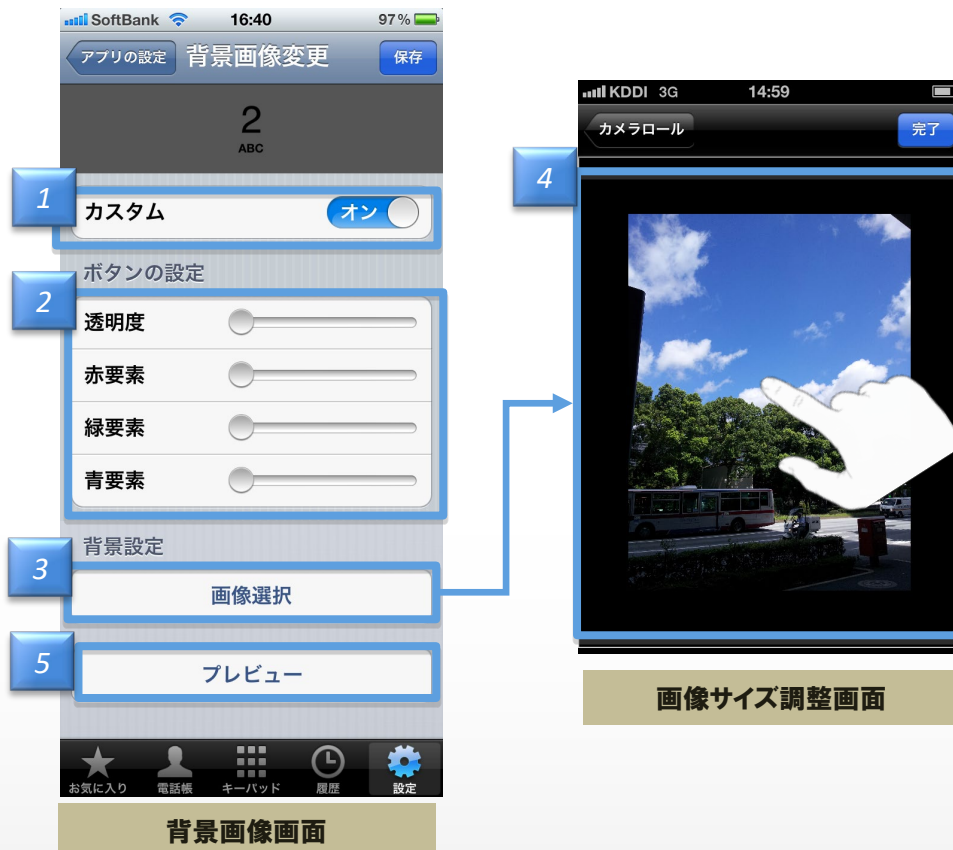 SoftBank 16:40 97%
アプリの設定 背景画像変更 保存
2
ABC
1
カスタム オン
ボタンの設定
2
透明度
赤要素
緑要素
青要素
背景設定
3
画像選択
5
プレビュー
お気に入り 電話帳 キーパッド 履歴 設定
背景画像画面
KDDI 3G 14:59
カメラロール 完了
4
画像サイズ調整画面